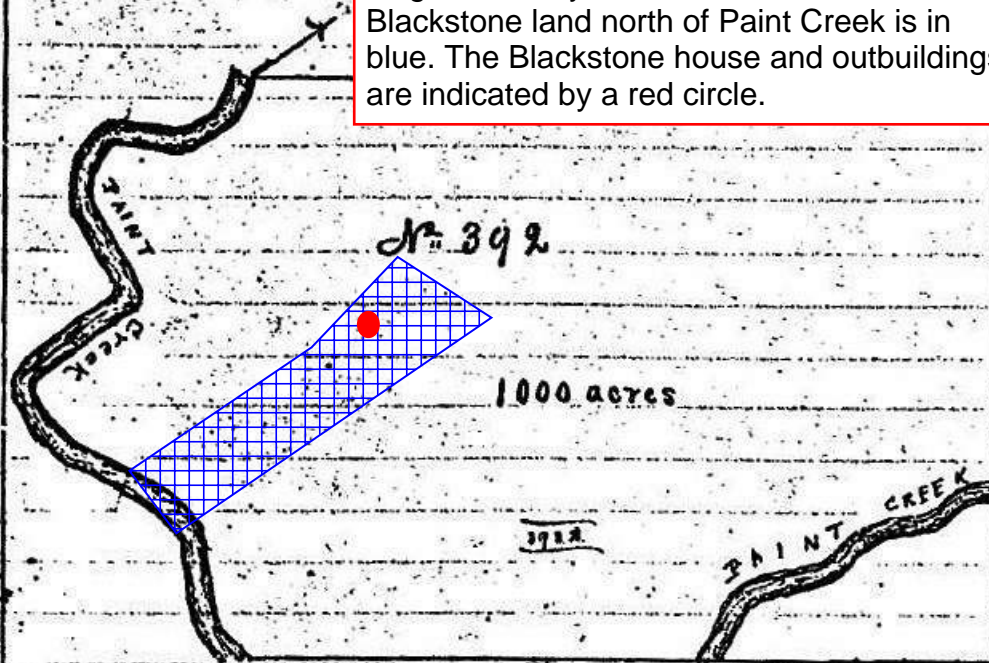 Blackstone land north of Paint Creek is in
blue. The Blackstone house and outbuildings
are indicated by a red circle.
PAINT
Creek
No. 392
1000 acres
PAINT CREEK